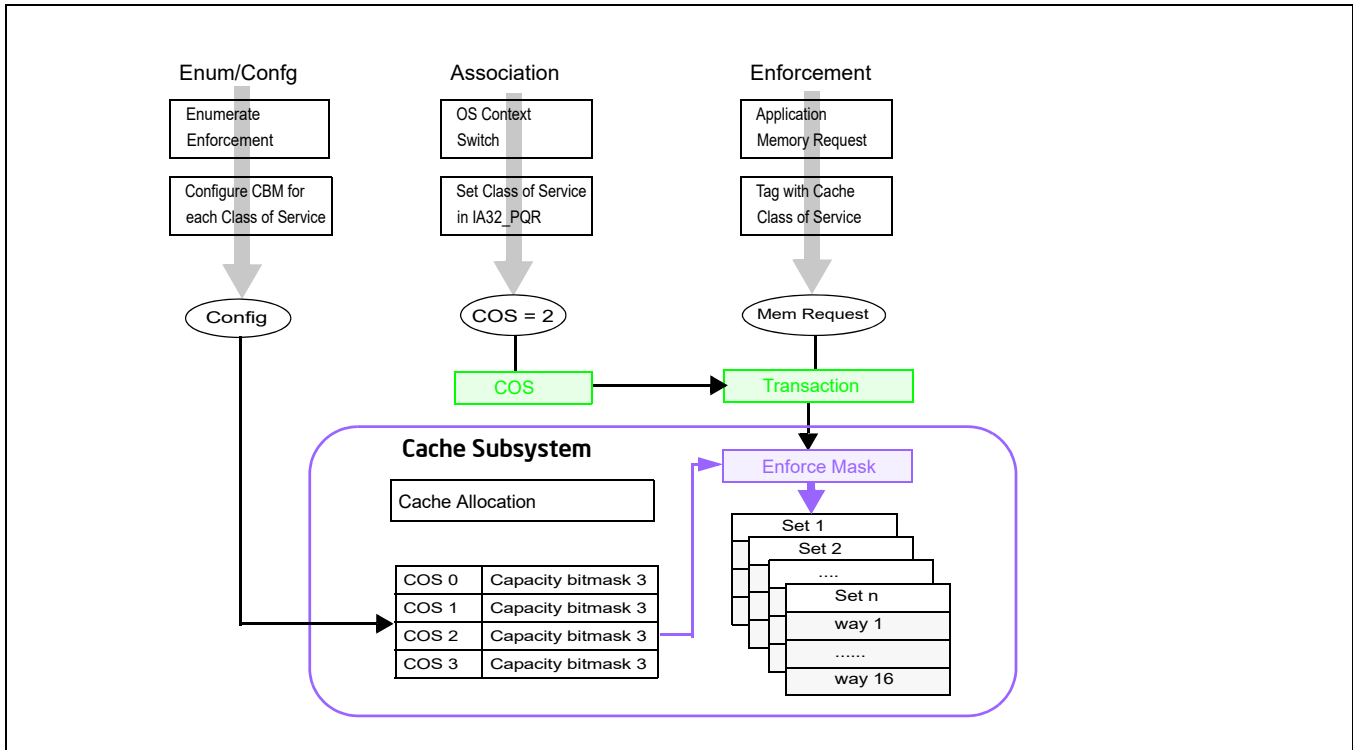 Enum/Confg
Association
Enforcement
Enumerate
Enforcement
OS Context
Switch
Application
Memory Request
Configure CBM for
each Class of Service
Set Class of Service
in IA32_PQR
Tag with Cache
Class of Service
Config
COS = 2
Mem Request
COS
Transaction
Cache Subsystem
Enforce Mask
Cache Allocation
Set 1
Set 2
....
Set n
way 1
......
way 16
COS 0 Capacity bitmask 3
COS 1 Capacity bitmask 3
COS 2 Capacity bitmask 3
COS 3 Capacity bitmask 3